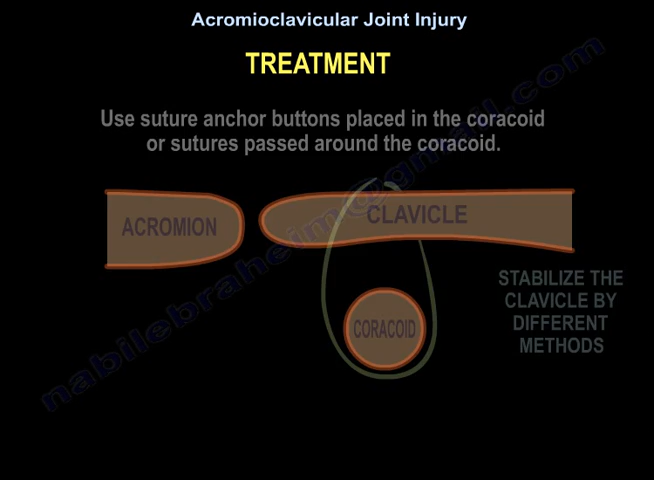 Acromioclavicular Joint Injury
TREATMENT
Use suture anchor buttons placed in the coracoid
or sutures passed around the coracoid.
ACROMION
CLAVICLE
CORACOID
STABILIZE THE
CLAVICLE BY
DIFFERENT
METHODS
nabilebraheim@gmail.com